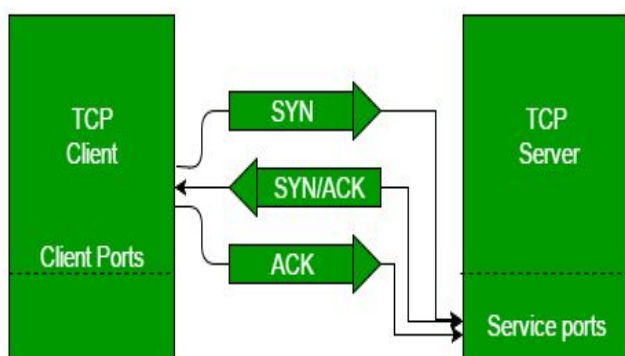 TCP
Client
Client Ports
SYN
SYN/ACK
ACK
TCP
Server
Service ports